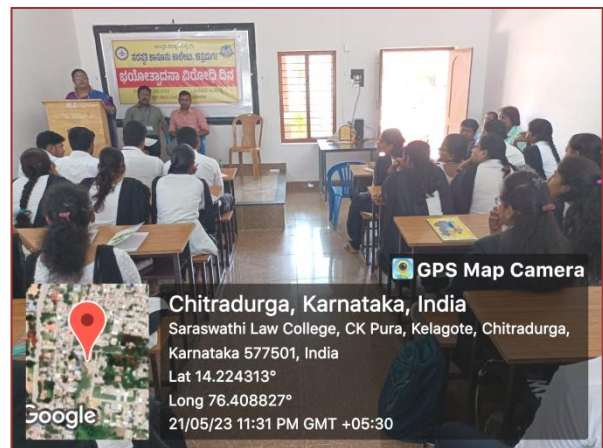 ಸರಸ್ವತಿ ಕಾನೂನು ಕಾಲೇಜು, ಚಿತ್ರದುರ್ಗ
ಭಯೋತ್ಪಾದನಾ ವಿರೋಧಿ ದಿನ
GPS Map Camera
Chitradurga, Karnataka, India
Saraswathi Law College, CK Pura, Kelagote, Chitradurga,
Karnataka 577501, India
Lat 14.224313°
Long 76.408827°
21/05/23 11:31 PM GMT +05:30
Google